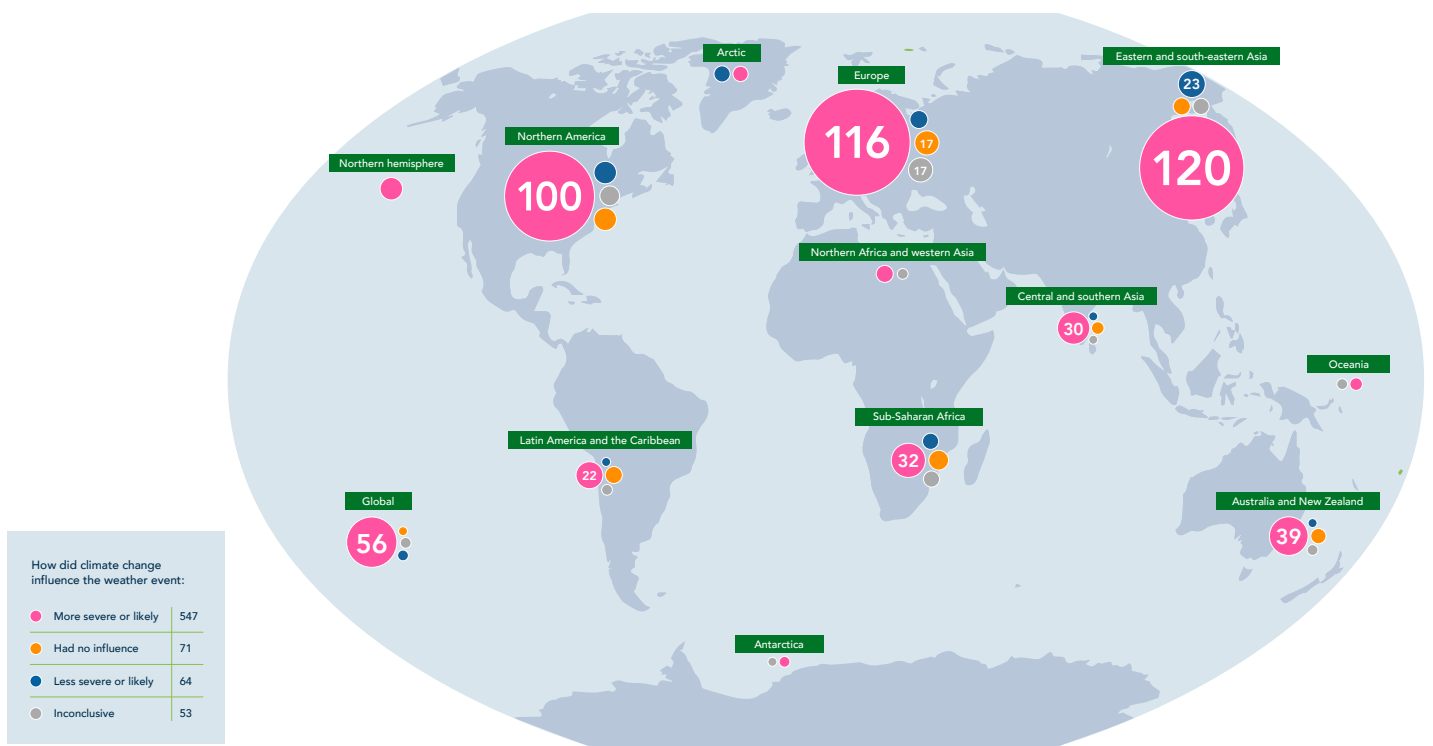 Arctic
Eastern and south-eastern Asia
23
120
Europe
116
17
17
Northern America
100
Northern hemisphere
Northern Africa and western Asia
Central and southern Asia
30
Oceania
Sub-Saharan Africa
32
Latin America and the Caribbean
22
Global
56
Australia and New Zealand
39
Antarctica
How did climate change
influence the weather event:
More severe or likely 547
Had no influence 71
Less severe or likely 64
Inconclusive 53